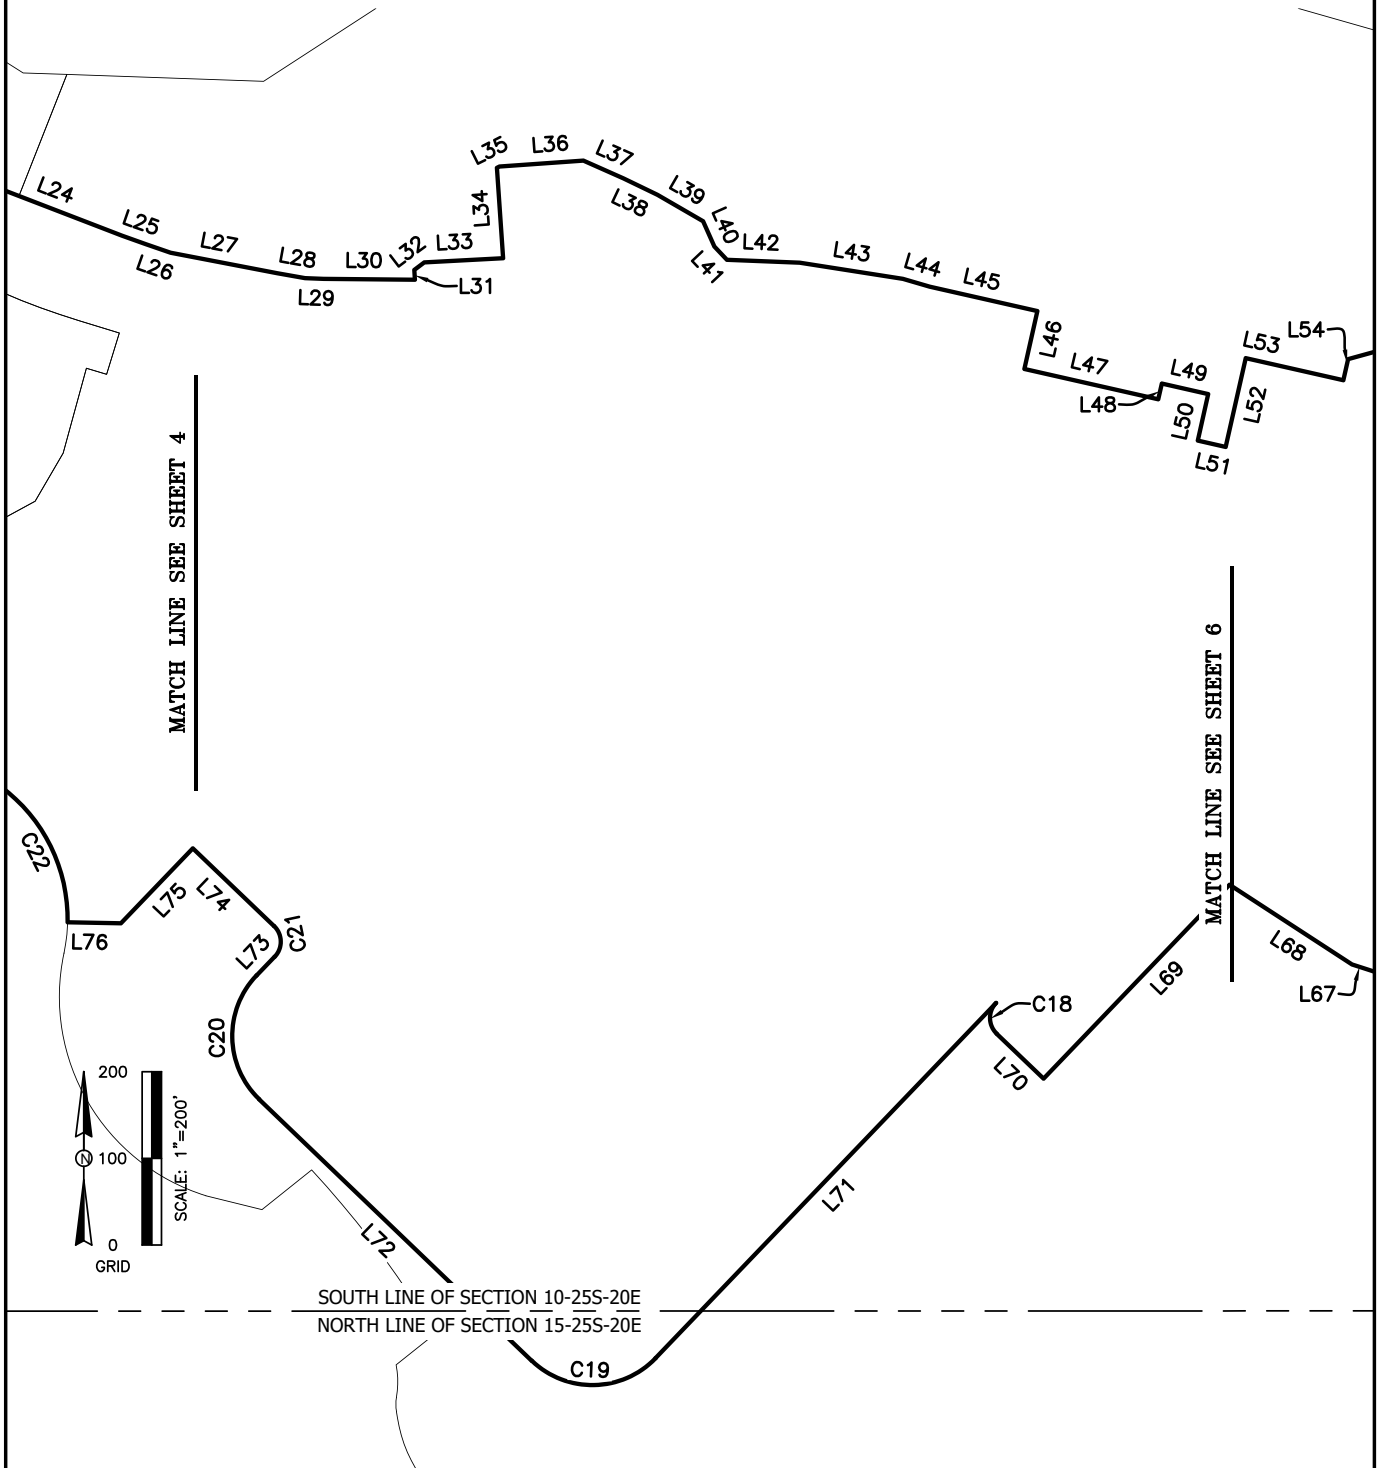 L35
L36
L37
L24
L34
L38
L39
L25
L40
L26
L27
L32
L33
L42
L28
L30
L41
L43
L29
L31
L44
L45
L54
L46
L53
L47
L49
L48
L50
L52
L51
MATCH LINE SEE SHEET 4
MATCH LINE SEE SHEET 6
C22
L75
L74
L76
C21
L73
L68
L69
L67
C18
C20
L70
200
N
100
0
GRID
SCALE: 1"=200'
L71
L72
SOUTH LINE OF SECTION 10-25S-20E
NORTH LINE OF SECTION 15-25S-20E
C19